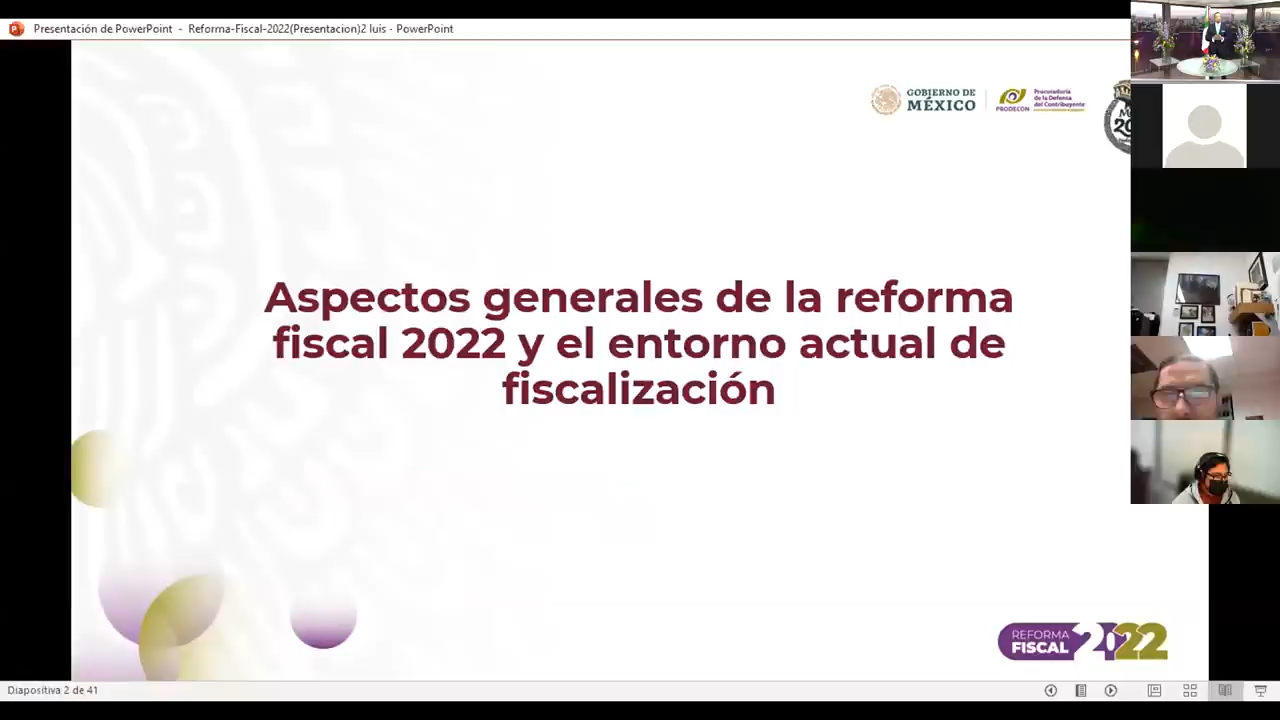 Presentación de PowerPoint - Reforma-Fiscal-2022(Presentacion)2 luis - PowerPoint
GOBIERNO DE
MÉXICO
PRODECON
Procuraduría
de la Defensa
del Contribuyente
Aspectos generales de la reforma
fiscal 2022 y el entorno actual de
fiscalización
REFORMA
FISCAL 2022
Diapositiva 2 de 41